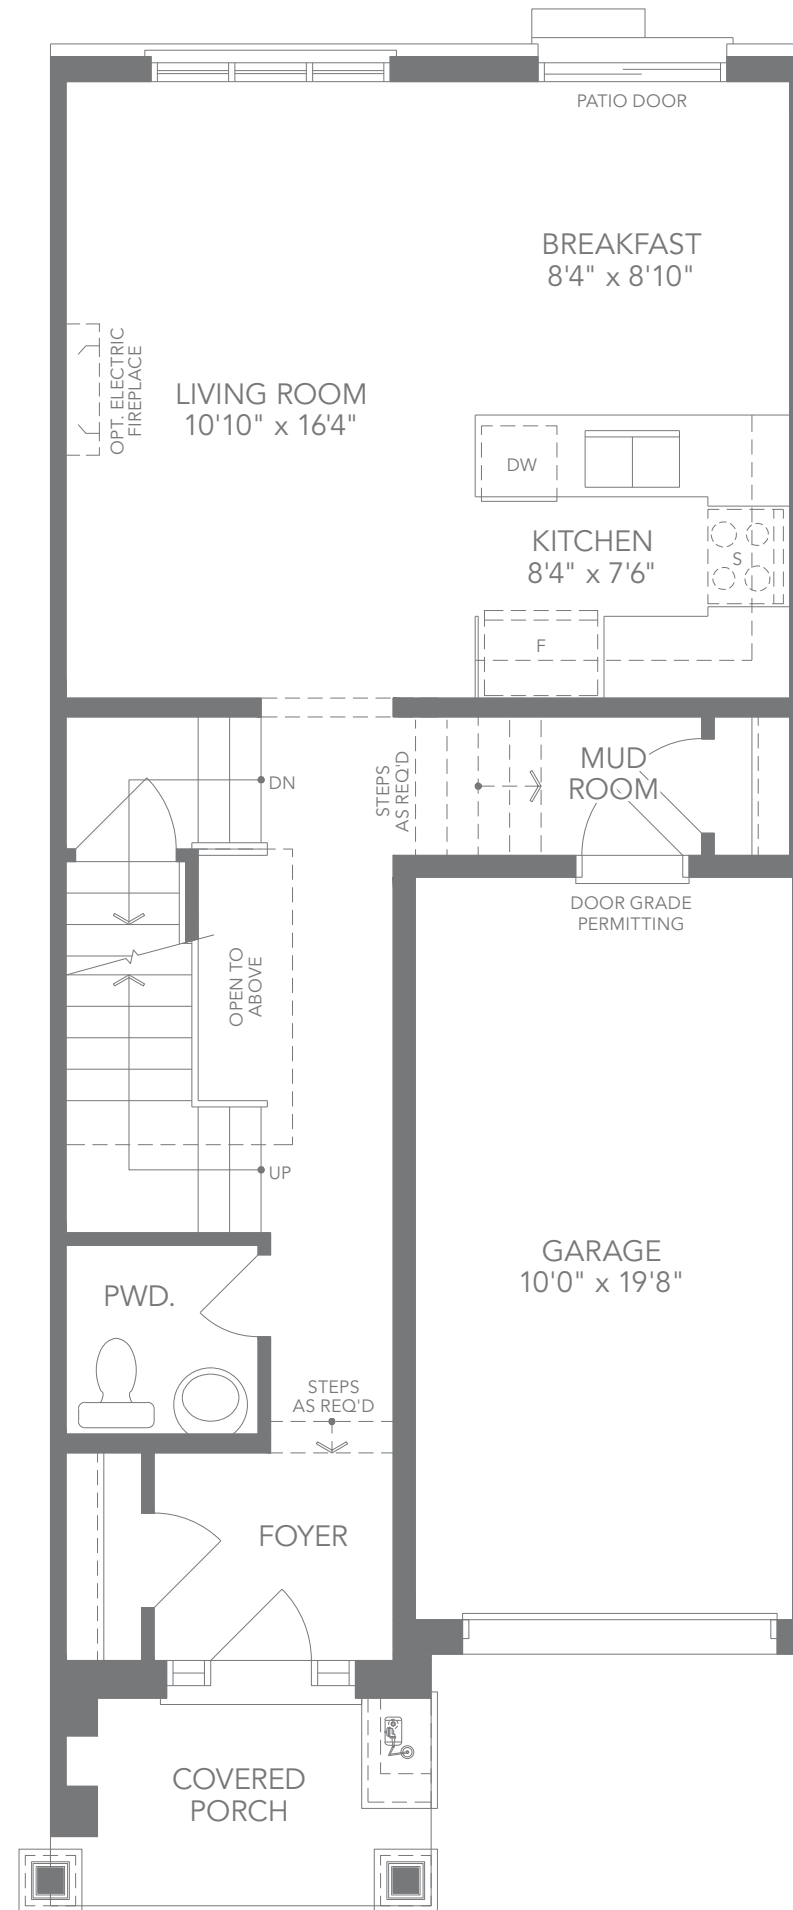 PATIO DOOR
BREAKFAST
8'4" x 8'10"
OPT. ELECTRIC
FIREPLACE
LIVING ROOM
10'10" x 16'4"
DW
KITCHEN
8'4" x 7'6"
S
F
DN
STEPS
AS REQ'D
MUD
ROOM
DOOR GRADE
PERMITTING
OPEN TO
ABOVE
UP
GARAGE
10'0" x 19'8"
PWD.
STEPS
AS REQ'D
FOYER
COVERED
PORCH